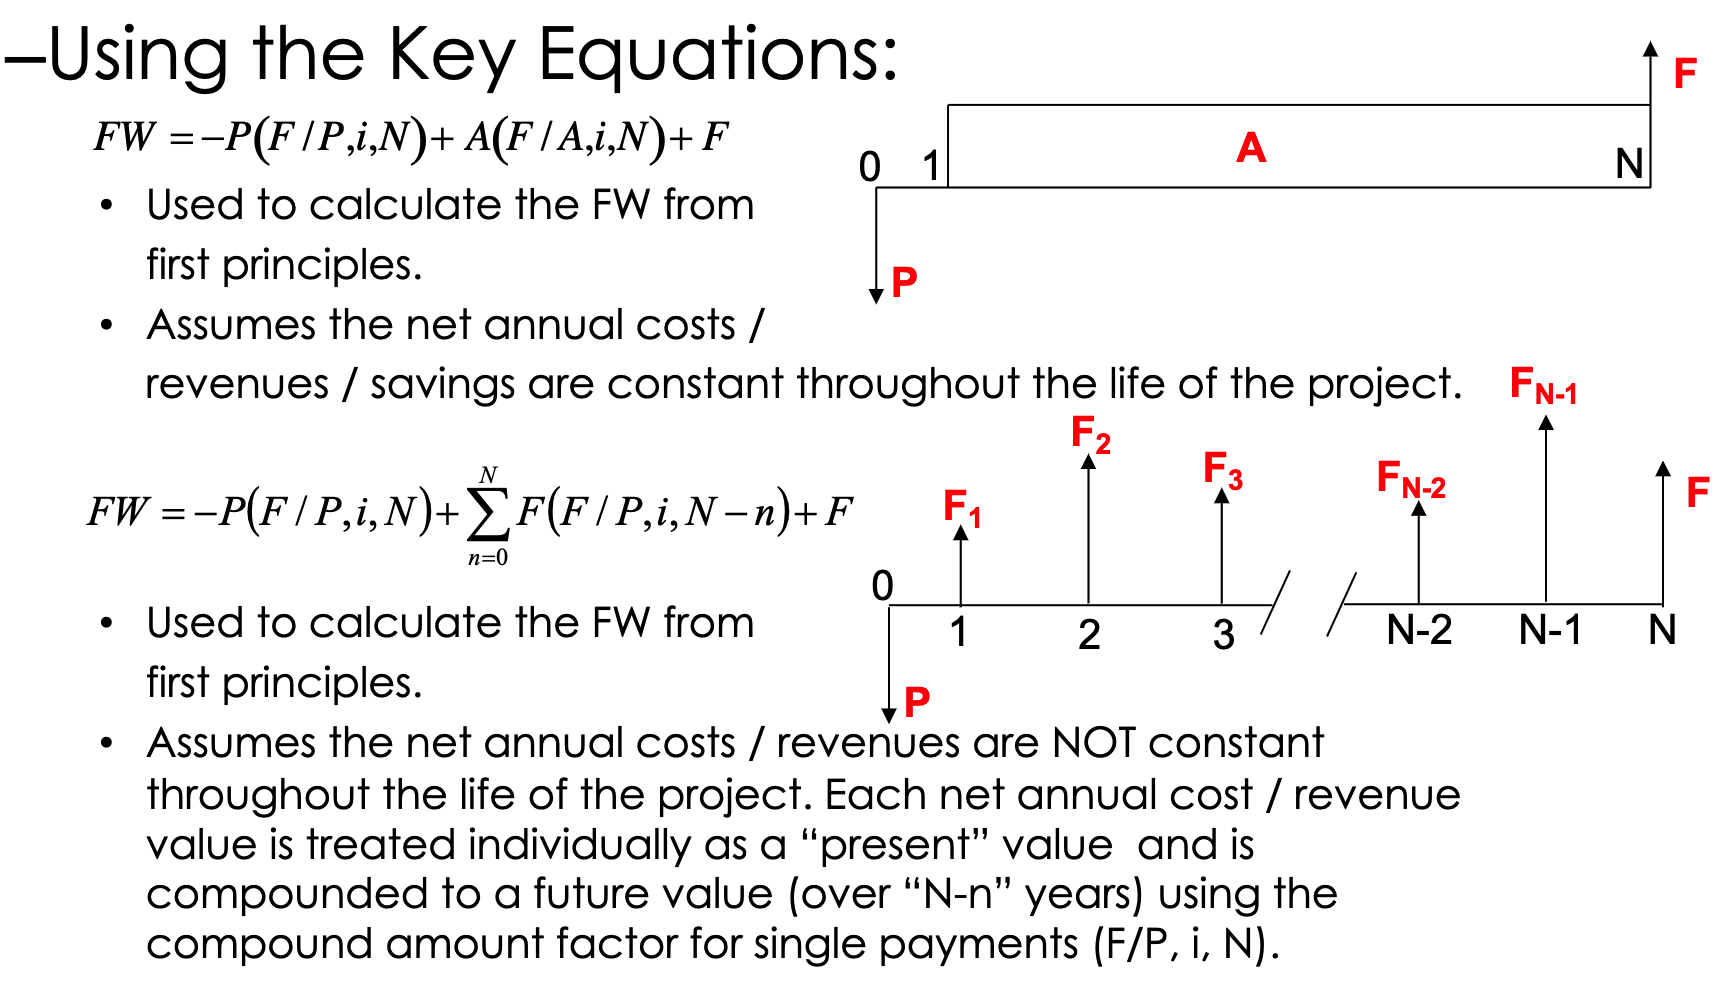 –Using the Key Equations:
FW = −P(F / P,i,N) + A(F / A,i,N) + F
• Used to calculate the FW from
first principles.
• Assumes the net annual costs /
revenues / savings are constant throughout the life of the project.
F
A
0 1 N
P
FW = −P(F / P, i, N) + ∑ F(F / P, i, N − n) + F
N
n=0
• Used to calculate the FW from
first principles.
F1 F2 F3 FN-2 FN-1 F
0
1 2 3 N-2 N-1 N
P
• Assumes the net annual costs / revenues are NOT constant
throughout the life of the project. Each net annual cost / revenue
value is treated individually as a “present” value and is
compounded to a future value (over “N-n” years) using the
compound amount factor for single payments (F/P, i, N).